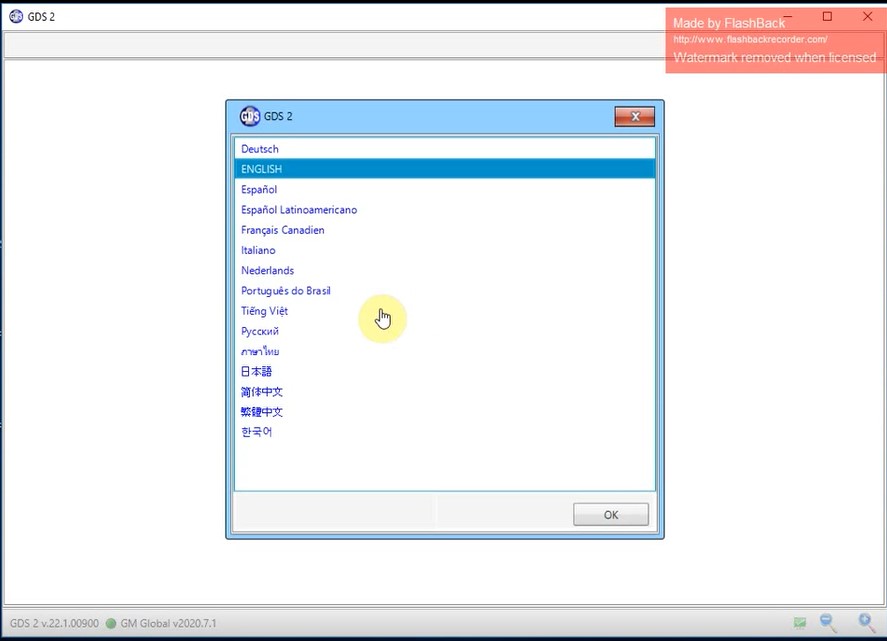 GDS 2
Made by FlashBack
http://www.flashbackrecorder.com/
Watermark removed when licensed
GDS GDS 2
Deutsch
ENGLISH
Español
Español Latinoamericano
Français Canadien
Italiano
Nederlands
Português do Brasil
Tiếng Việt
Русский
ภาษาไทย
日本語
简体中文
繁體中文
한국어
OK
GDS 2 v.22.1.00900 GM Global v2020.7.1